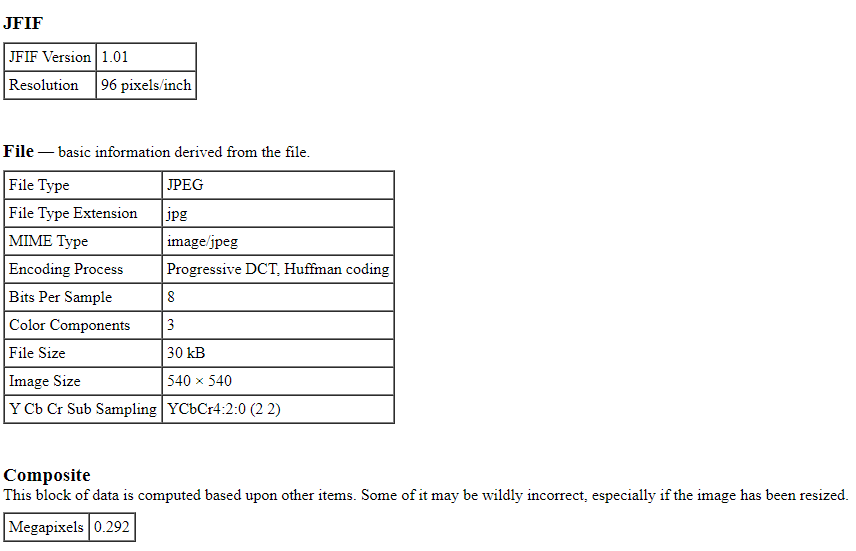 JFIF
JFIF Version 1.01
Resolution 96 pixels/inch
File — basic information derived from the file.
File Type JPEG
File Type Extension jpg
MIME Type image/jpeg
Encoding Process Progressive DCT, Huffman coding
Bits Per Sample 8
Color Components 3
File Size 30 kB
Image Size 540 × 540
Y Cb Cr Sub Sampling YCbCr4:2:0 (2 2)
Composite
This block of data is computed based upon other items. Some of it may be wildly incorrect, especially if the image has been resized.
Megapixels 0.292